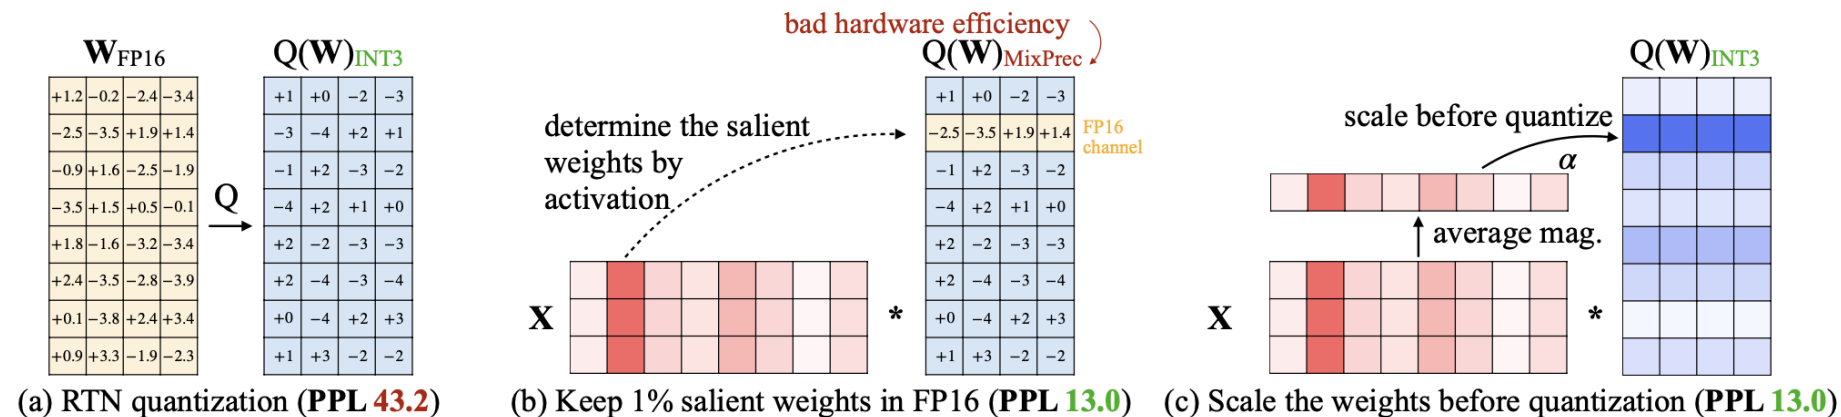 bad hardware efficiency
W_FP16
Q(W)_INT3
Q(W)_MixPrec
Q(W)_INT3
+1.2 −0.2 −2.4 −3.4
−2.5 −3.5 +1.9 +1.4
−0.9 +1.6 −2.5 −1.9
−3.5 +1.5 +0.5 −0.1
+1.8 −1.6 −3.2 −3.4
+2.4 −3.5 −2.8 −3.9
+0.1 −3.8 +2.4 +3.4
+0.9 +3.3 −1.9 −2.3
Q
+1 +0 −2 −3
−3 −4 +2 +1
−1 +2 −3 −2
−4 +2 +1 +0
+2 −2 −3 −3
+2 −4 −3 −4
+0 −4 +2 +3
+1 +3 −2 −2
(a) RTN quantization (PPL 43.2)
determine the salient
weights by
activation
X
*
+1 +0 −2 −3
−2.5 −3.5 +1.9 +1.4
−1 +2 −3 −2
−4 +2 +1 +0
+2 −2 −3 −3
+2 −4 −3 −4
+0 −4 +2 +3
+1 +3 −2 −2
FP16
channel
(b) Keep 1% salient weights in FP16 (PPL 13.0)
scale before quantize
α
average mag.
X
*
(c) Scale the weights before quantization (PPL 13.0)